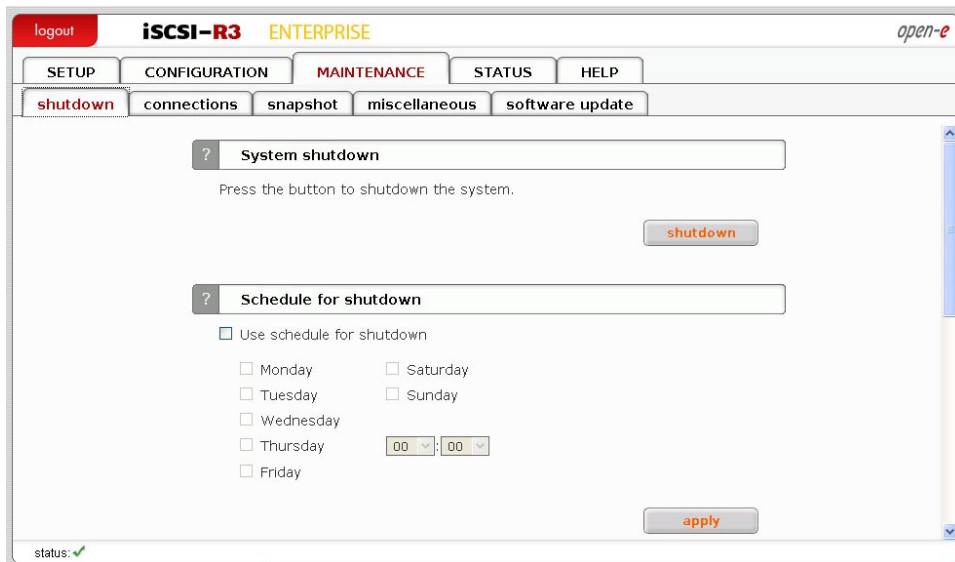 logout iSCSI-R3 ENTERPRISE open-e
SETUP CONFIGURATION MAINTENANCE STATUS HELP
shutdown connections snapshot miscellaneous software update
? System shutdown
Press the button to shutdown the system.
shutdown
? Schedule for shutdown
Use schedule for shutdown
Monday Saturday
Tuesday Sunday
Wednesday
Thursday 00 : 00
Friday
apply
status: